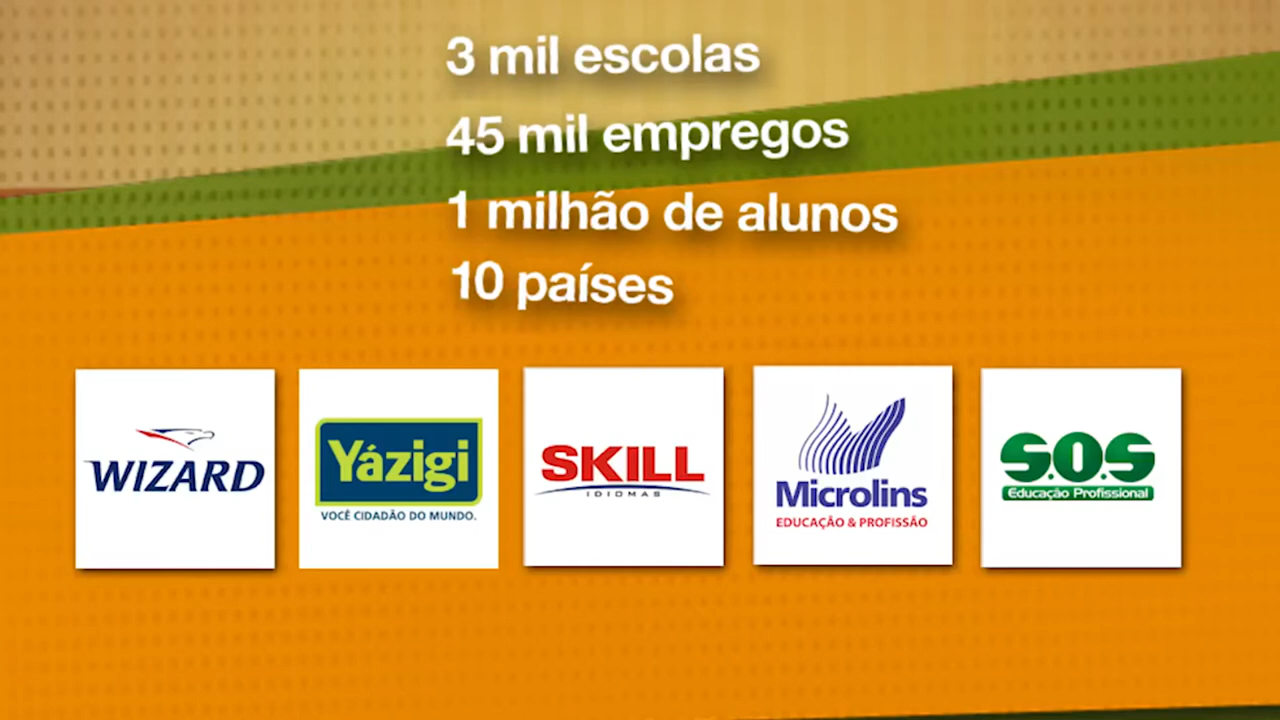 3 mil escolas
45 mil empregos
1 milhão de alunos
10 países
WIZARD
Yázigi
VOCÊ CIDADÃO DO MUNDO.
SKILL
IDIOMAS
Microlins
EDUCAÇÃO & PROFISSÃO
S.O.S
Educação Profissional